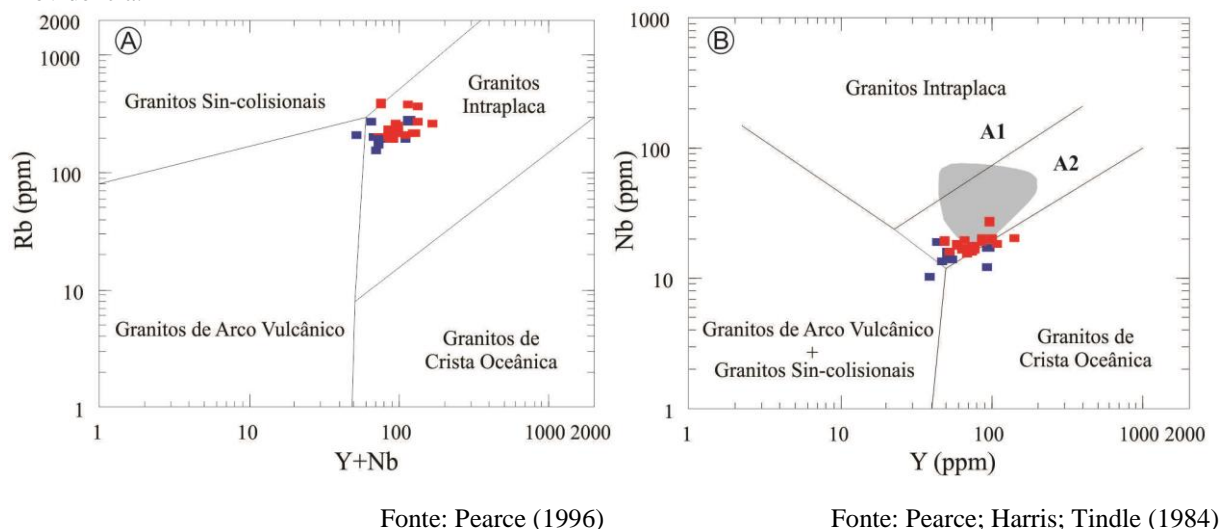 2000
1000
100
10
1
Rb (ppm)
A
Granitos Sin-colisionais
Granitos
Intraplaca
Granitos de Arco Vulcânico
Granitos de
Crista Oceânica
1
10
100
1000 2000
Y+Nb
Fonte: Pearce (1996)
1000
100
10
1
Nb (ppm)
B
Granitos Intraplaca
A1
A2
Granitos de Arco Vulcânico
+
Granitos Sin-colisionais
Granitos de
Crista Oceânica
1
10
100
1000 2000
Y (ppm)
Fonte: Pearce; Harris; Tindle (1984)